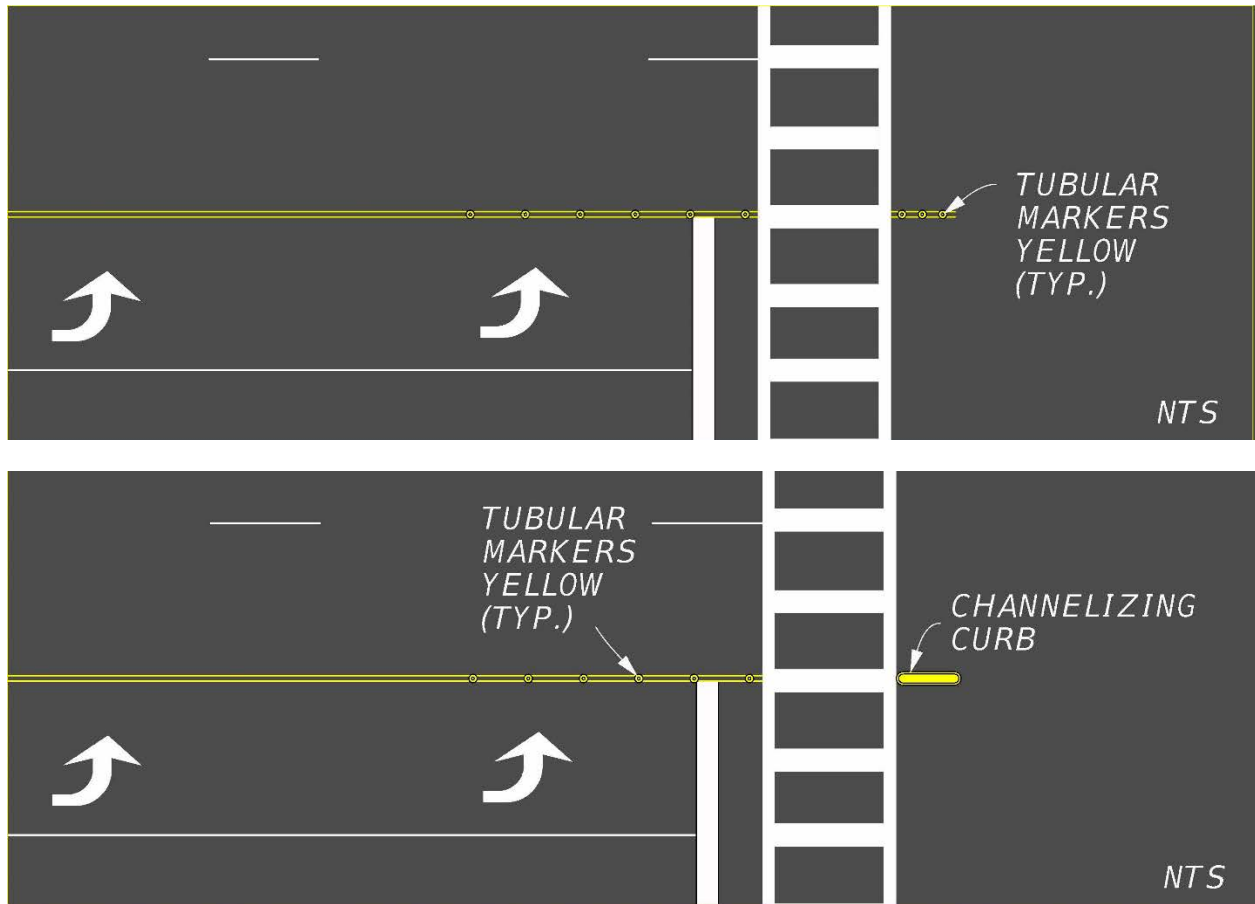 TUBULAR
MARKERS
YELLOW
(TYP.)
NTS
TUBULAR
MARKERS
YELLOW
(TYP.)
CHANNELIZING
CURB
NTS